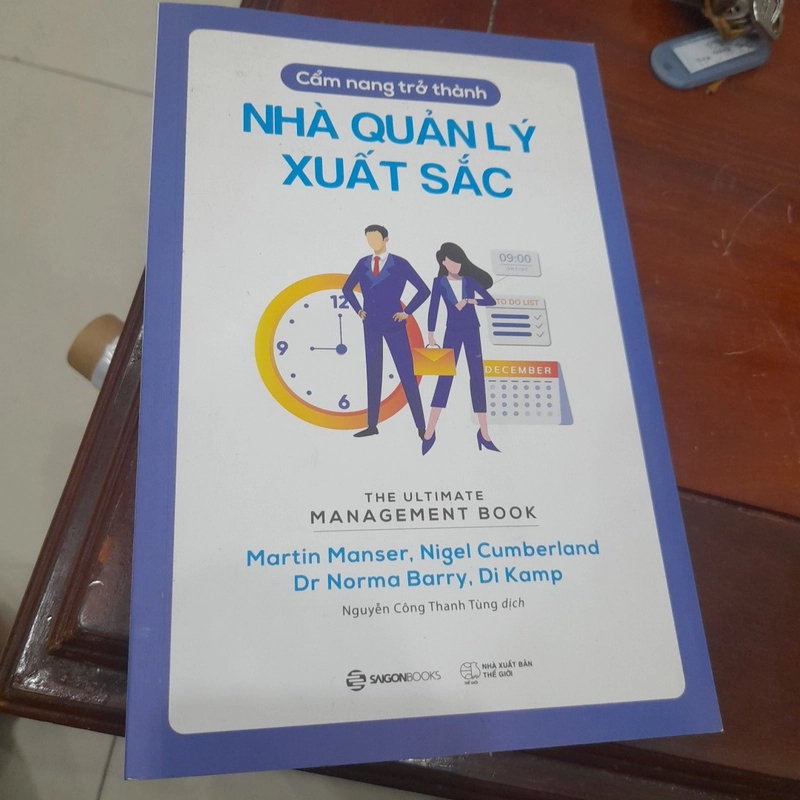 Cẩm nang trở thành
NHÀ QUẢN LÝ
XUẤT SẮC
12
9
6
09:00
TO DO LIST
DECEMBER
THE ULTIMATE
MANAGEMENT BOOK
Martin Manser, Nigel Cumberland
Dr Norma Barry, Di Kamp
Nguyễn Công Thanh Tùng dịch
SAIGONBOOKS
NHÀ XUẤT BẢN
THẾ GIỚI